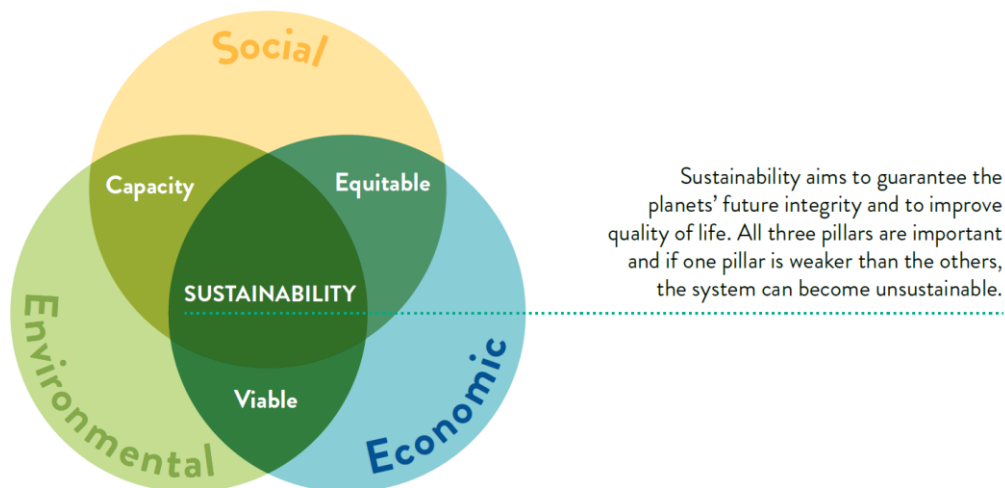 Social
Capacity
Equitable
SUSTAINABILITY
Viable
Environmental
Economic
Sustainability aims to guarantee the
planets’ future integrity and to improve
quality of life. All three pillars are important
and if one pillar is weaker than the others,
the system can become unsustainable.